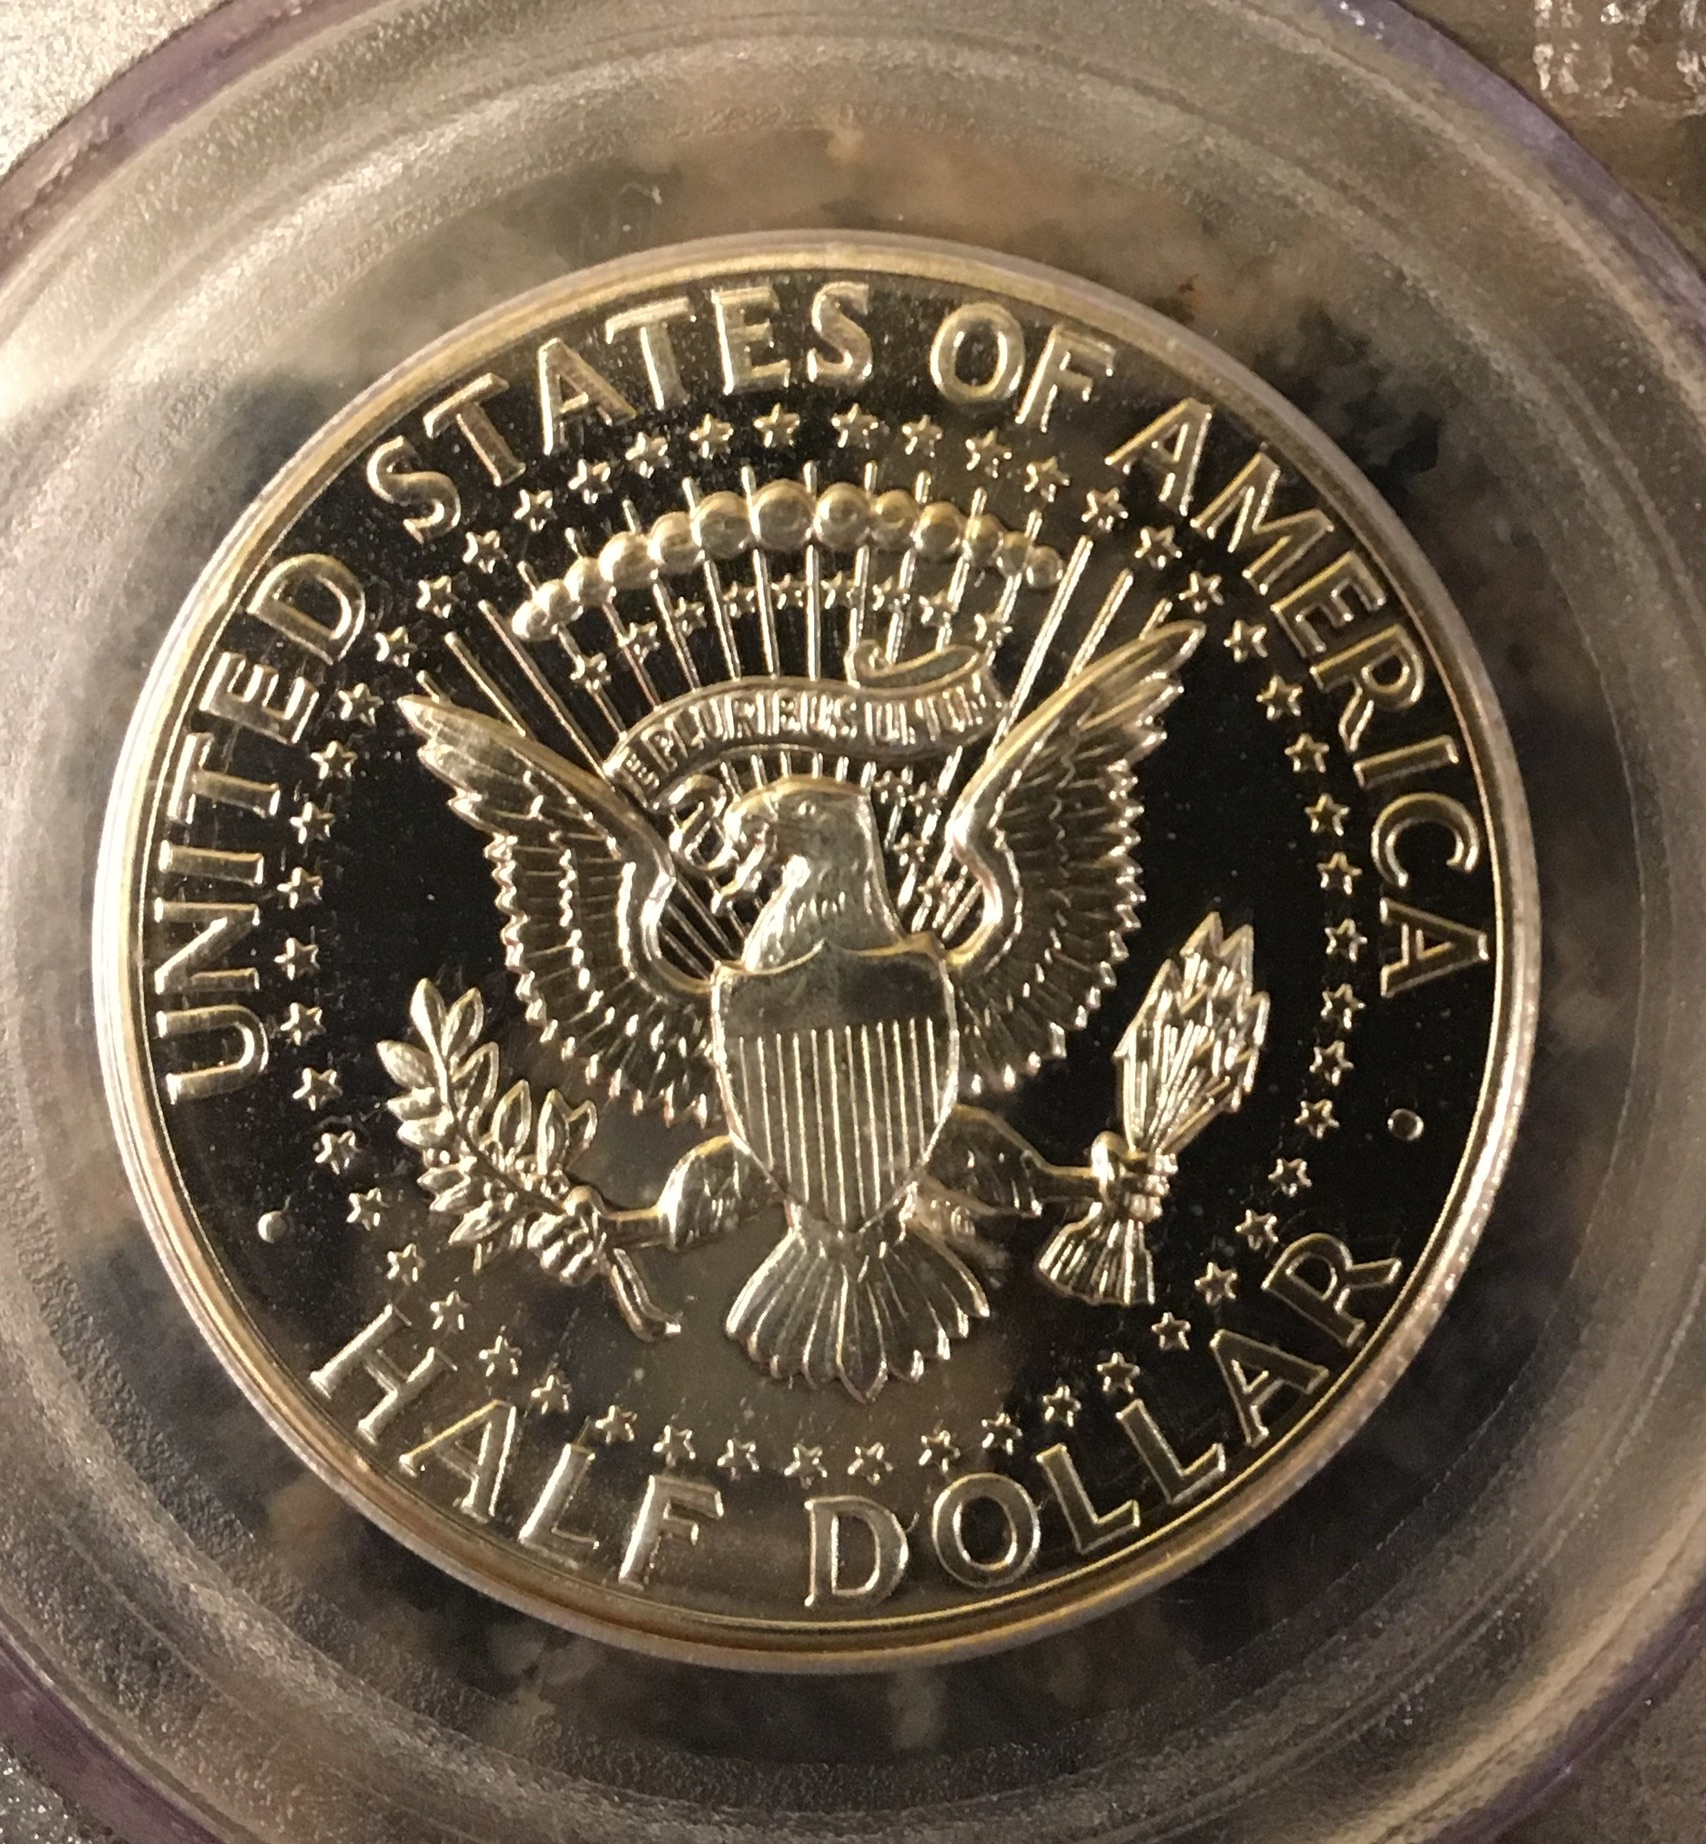 UNITED STATES OF AMERICA
E PLURIBUS UNUM
HALF DOLLAR